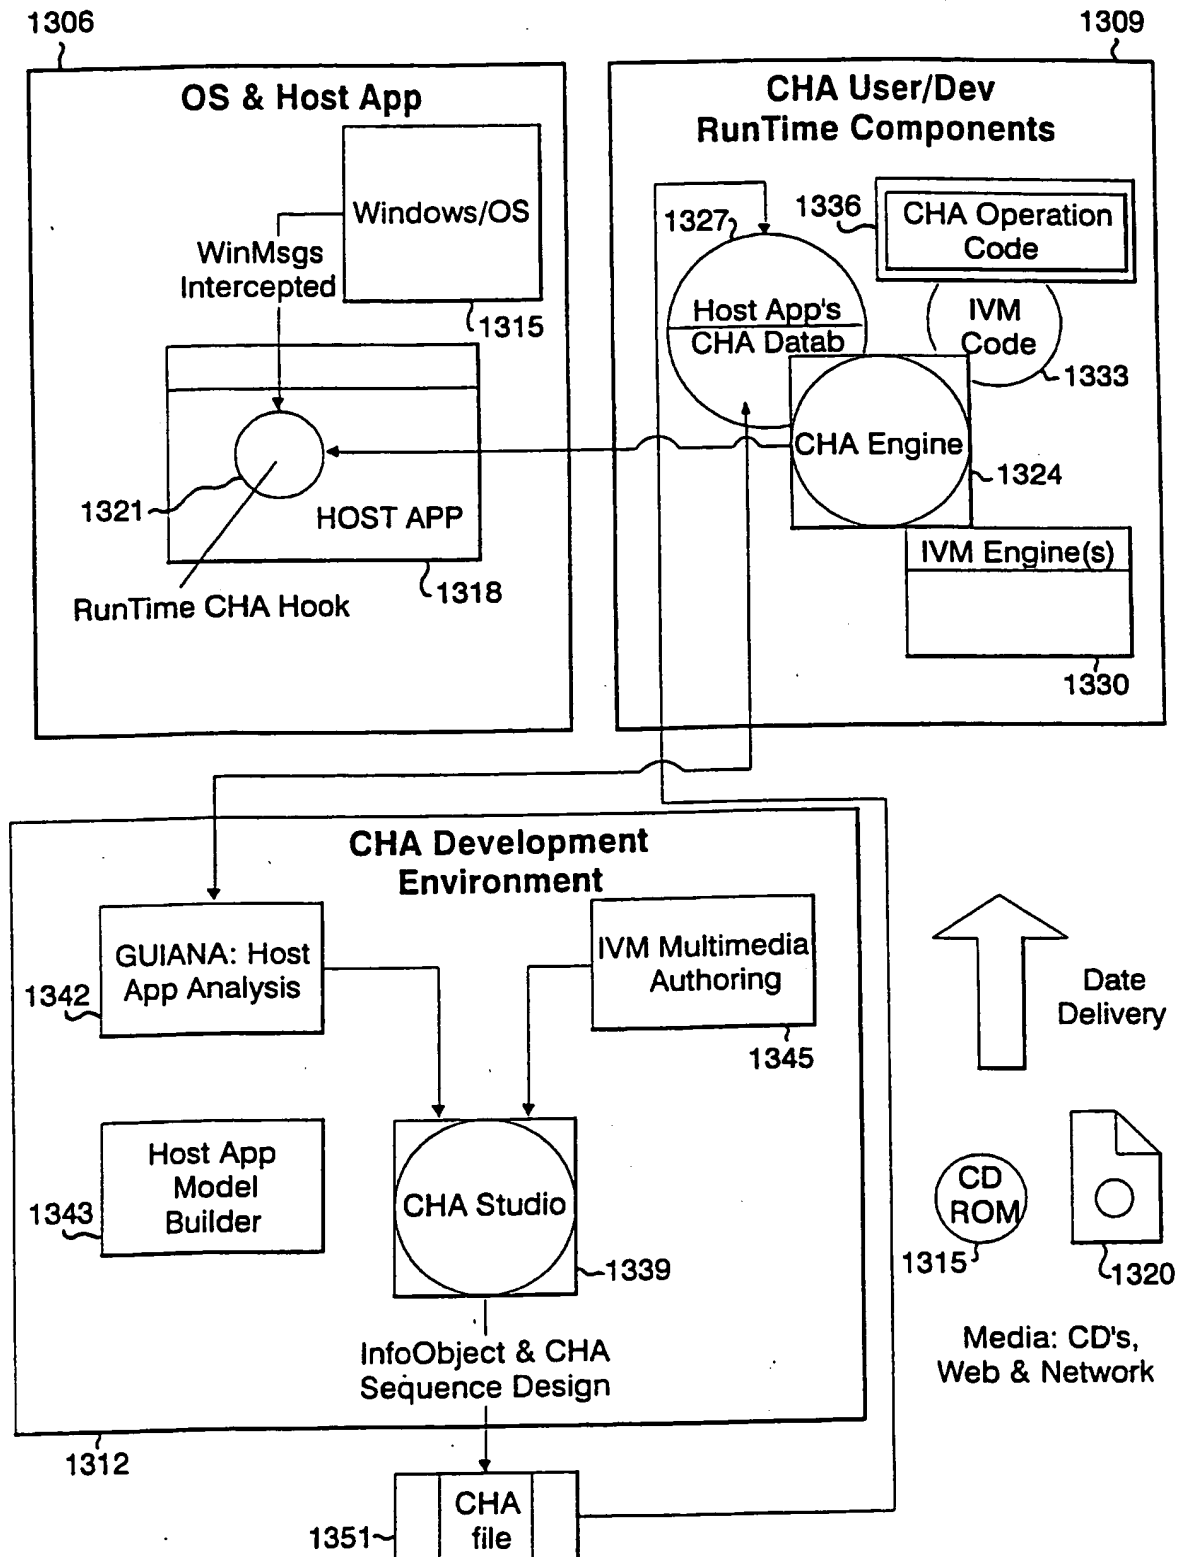 1306
1309
OS & Host App
CHA User/Dev
RunTime Components
Windows/OS
WinMsgs
Intercepted
1315
HOST APP
1321
1318
RunTime CHA Hook
1327
1336
CHA Operation
Code
Host App's
CHA Datab
IVM
Code
1333
CHA Engine
1324
IVM Engine(s)
1330
CHA Development
Environment
GUIANA: Host
App Analysis
1342
IVM Multimedia
Authoring
1345
Host App
Model
Builder
1343
CHA Studio
1339
InfoObject & CHA
Sequence Design
1312
CHA
file
1351
Date
Delivery
CD
ROM
1315
1320
Media: CD's,
Web & Network